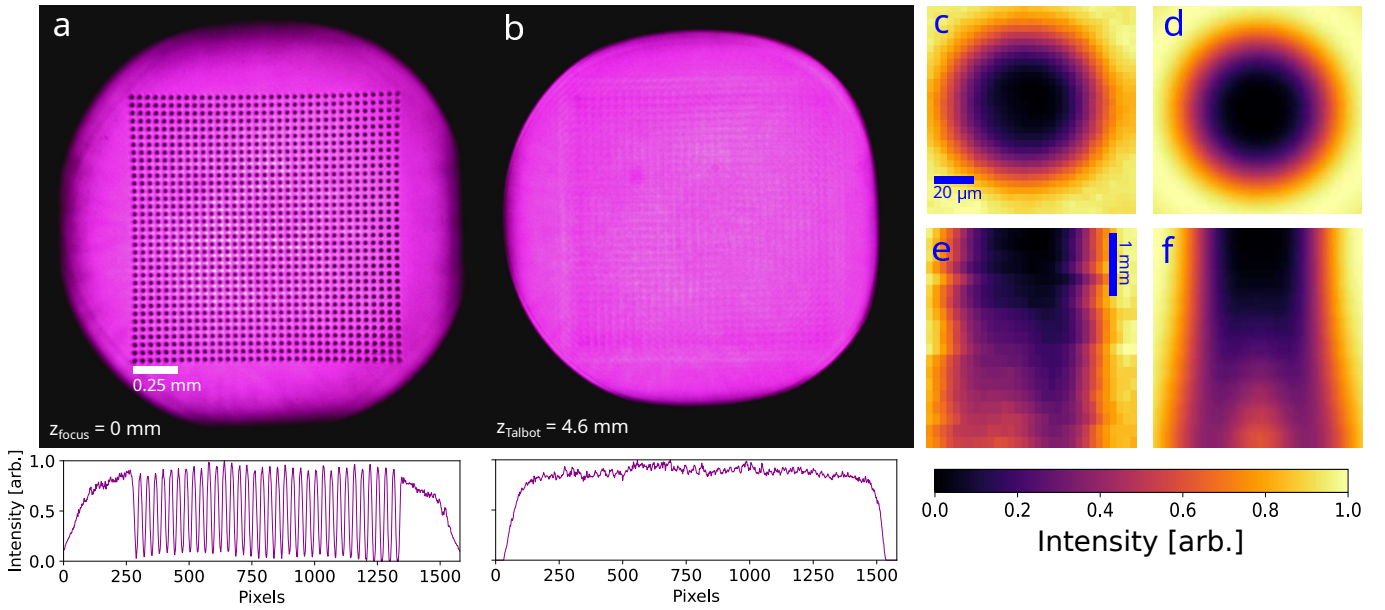 a
b
c
d
20 µm
e
1 mm
f
0.25 mm
z_focus = 0 mm
z_Talbot = 4.6 mm
Intensity [arb.]
1.0
0.5
0.0
0 250 500 750 1000 1250 1500
Pixels
0 250 500 750 1000 1250 1500
Pixels
0.0 0.2 0.4 0.6 0.8 1.0
Intensity [arb.]